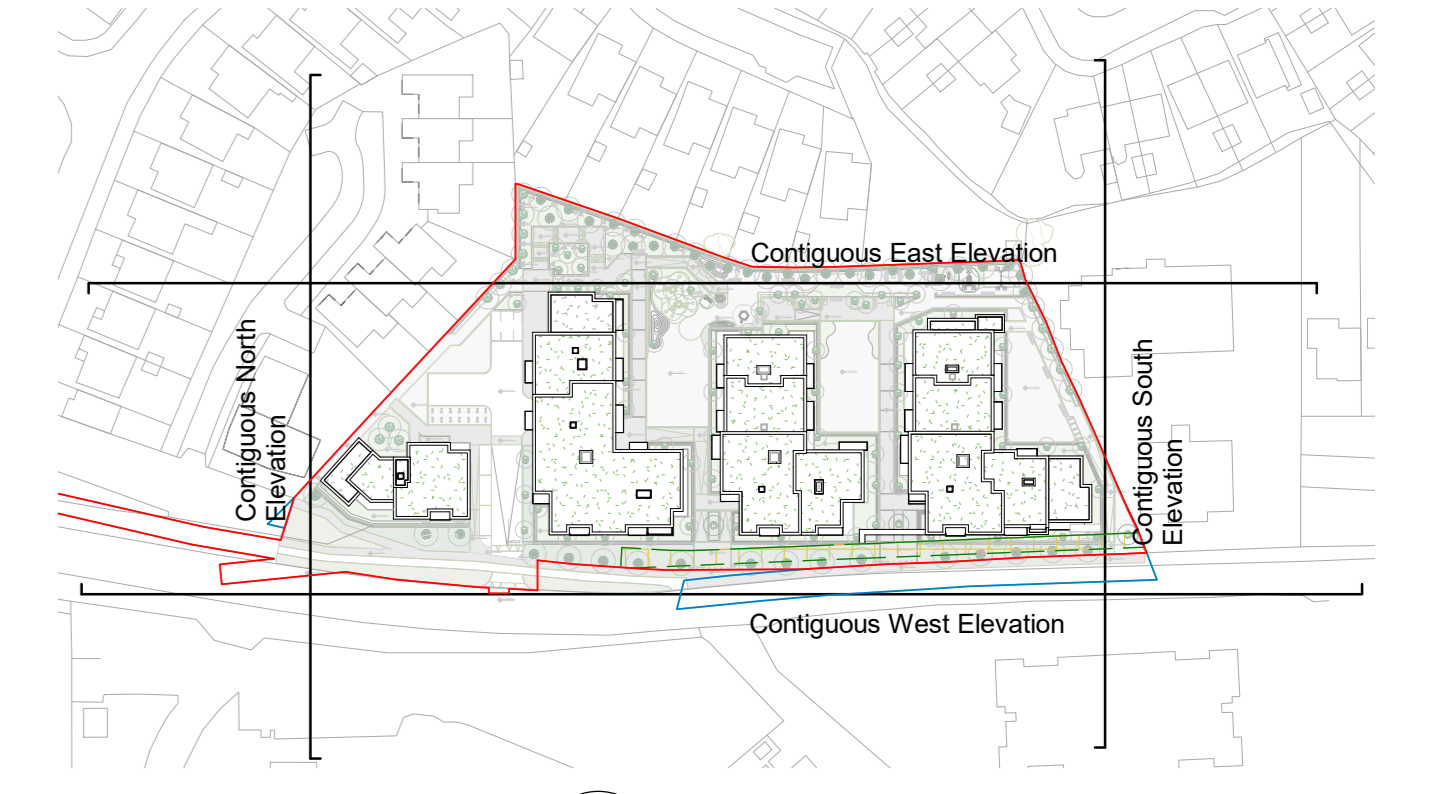 Contiguous East Elevation
Contiguous North
Elevation
Contiguous South
Elevation
Contiguous West Elevation